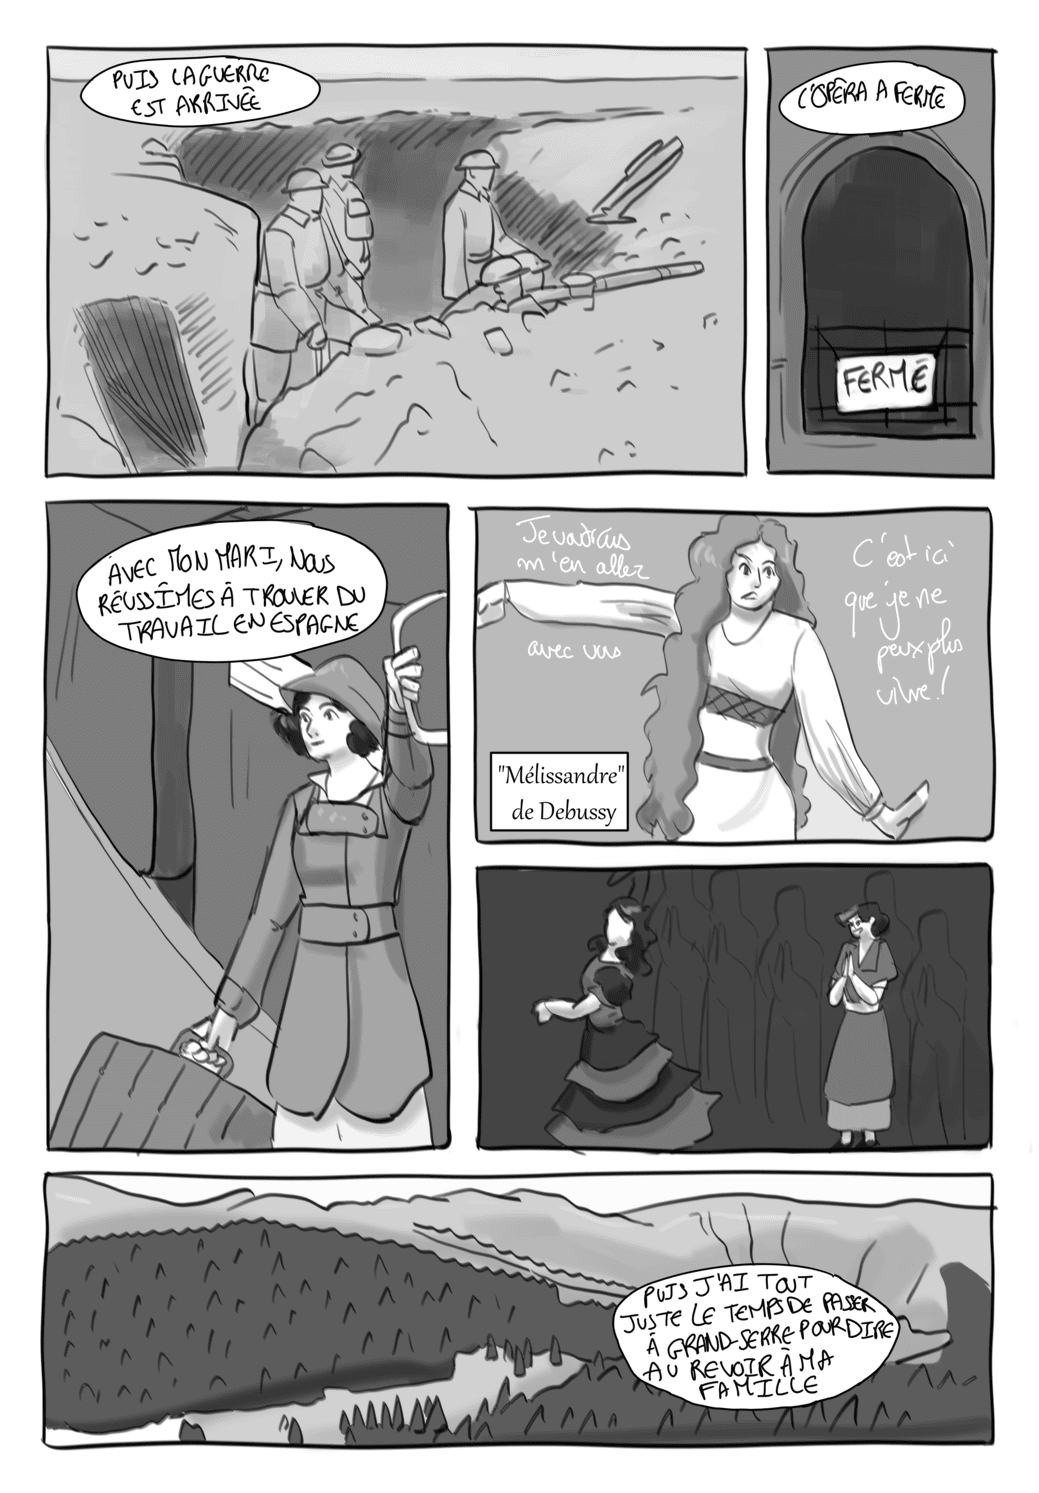 PUIS LA GUERRE
EST ARRIVÉE
L'OPÉRA A FERMÉ
FERMÉ
AVEC MON MARI, NOUS
RÉUSSÎMES À TROUVER DU
TRAVAIL EN ESPAGNE
Je voudrais
m'en aller
avec vous
C'est ici
que je ne
peux plus
vivre!
"Mélissandre"
de Debussy
PUIS J'AI TOUT
JUSTE LE TEMPS DE PASSER
À GRAND-SERRE POUR DIRE
AU REVOIR À MA
FAMILLE